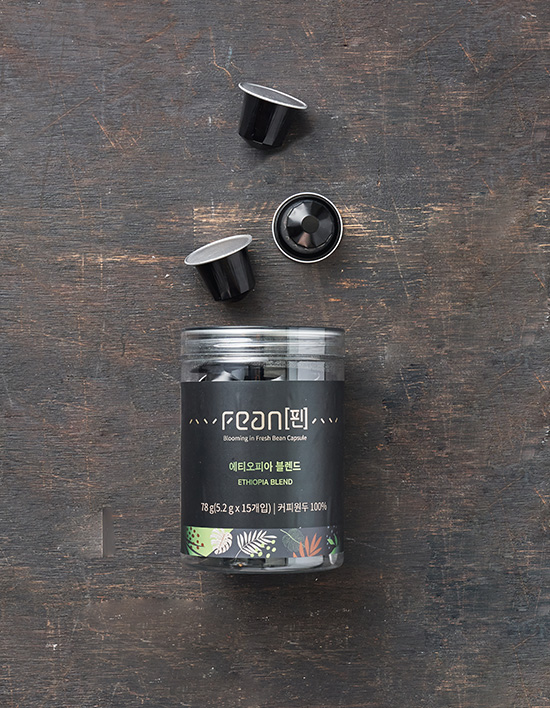 Fean[핀]
Blooming in Fresh Bean Capsule
에티오피아 블렌드
ETHIOPIA BLEND
78 g(5.2 g x 15개입) | 커피원두 100%